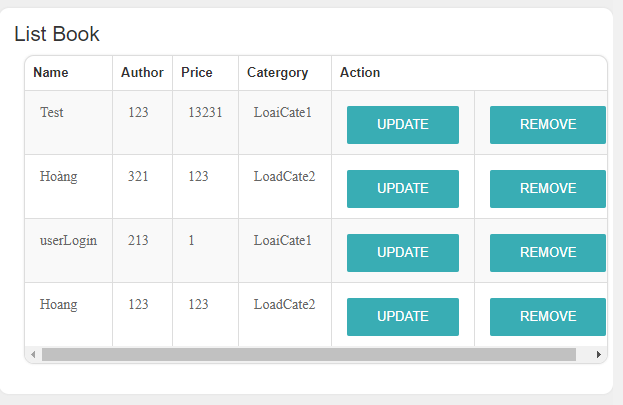 List Book
Name Author Price Catergory Action
Test 123 13231 LoaiCate1 UPDATE REMOVE
Hoàng 321 123 LoadCate2 UPDATE REMOVE
userLogin 213 1 LoaiCate1 UPDATE REMOVE
Hoang 123 123 LoadCate2 UPDATE REMOVE